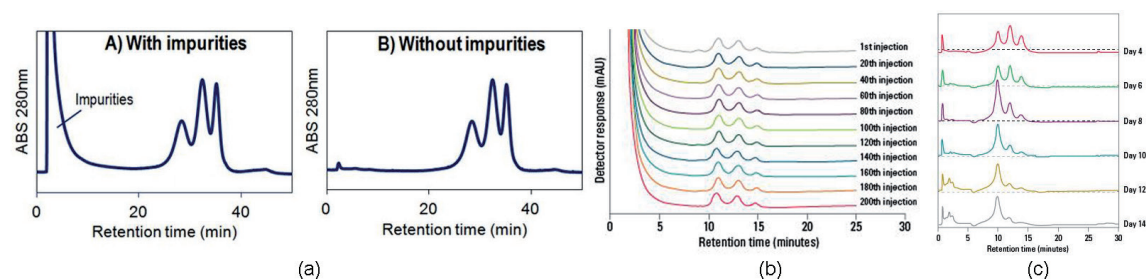 A) With impurities
Impurities
ABS 280nm
0 20 40
Retention time (min)
B) Without impurities
ABS 280nm
0 20 40
Retention time (min)
(a)
Detector response (mAU)
1st injection
20th injection
40th injection
60th injection
80th injection
100th injection
120th injection
140th injection
160th injection
180th injection
200th injection
0 5 10 15 20 25 30
Retention time (minutes)
(b)
Day 4
Day 6
Day 8
Day 10
Day 12
Day 14
0 5 10 15 20 25 30
Retention time (minutes)
(c)